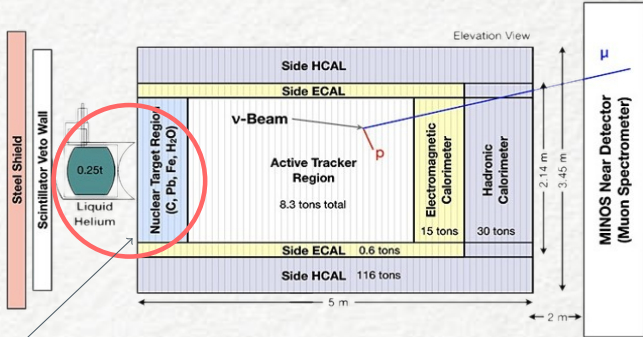 Elevation View
Steel Shield
Scintillator Veto Wall
0.25t
Liquid
Helium
Side HCAL
Side ECAL
Nuclear Target Region
(C, Pb, Fe, H₂O)
ν-Beam
μ
p
Active Tracker
Region
8.3 tons total
Electromagnetic
Calorimeter
15 tons
Hadronic
Calorimeter
30 tons
Side ECAL 0.6 tons
Side HCAL 116 tons
5 m
2 m
2.14 m
3.45 m
MINOS Near Detector
(Muon Spectrometer)